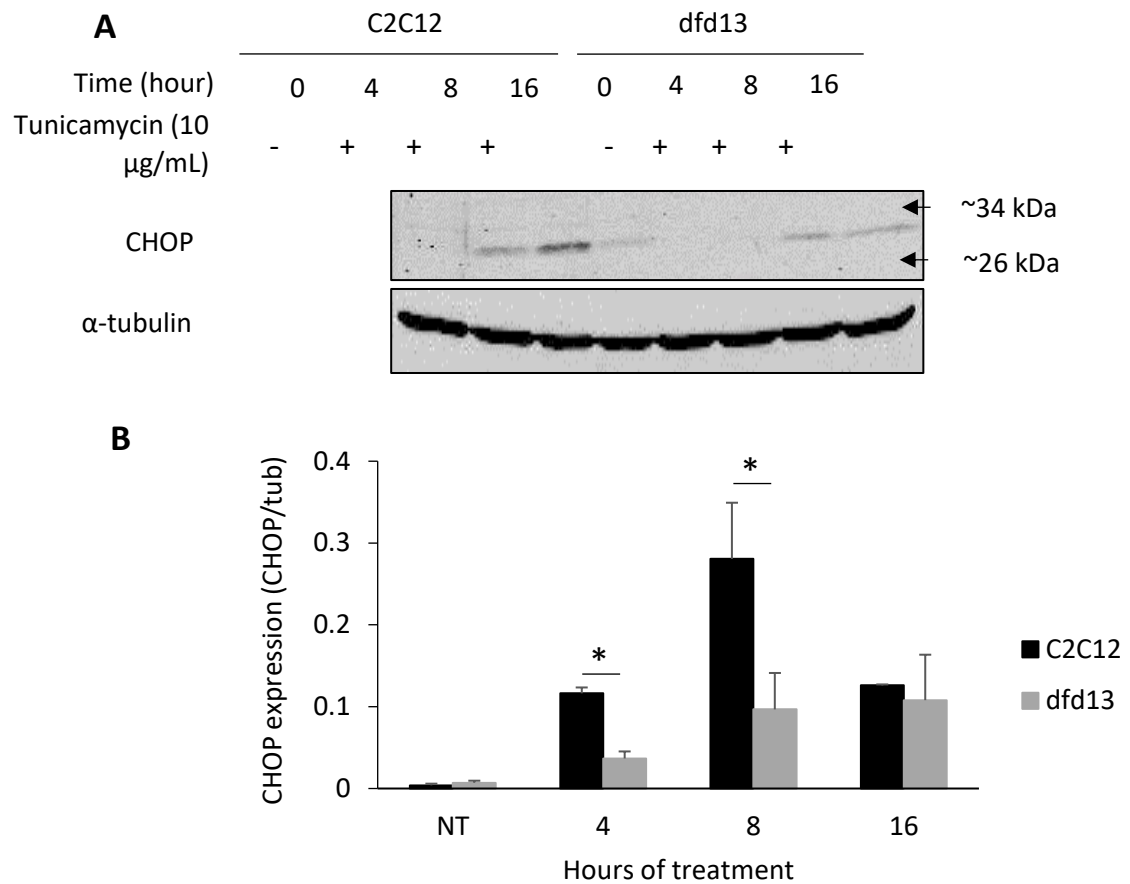 A
C2C12 dfd13
Time (hour) 0 4 8 16 0 4 8 16
Tunicamycin (10
µg/mL) - + + + - + + +
CHOP ~34 kDa
~26 kDa
α-tubulin
B
CHOP expression (CHOP/tub)
0.4
0.3
0.2
0.1
0
* *
NT 4 8 16
Hours of treatment
C2C12
dfd13